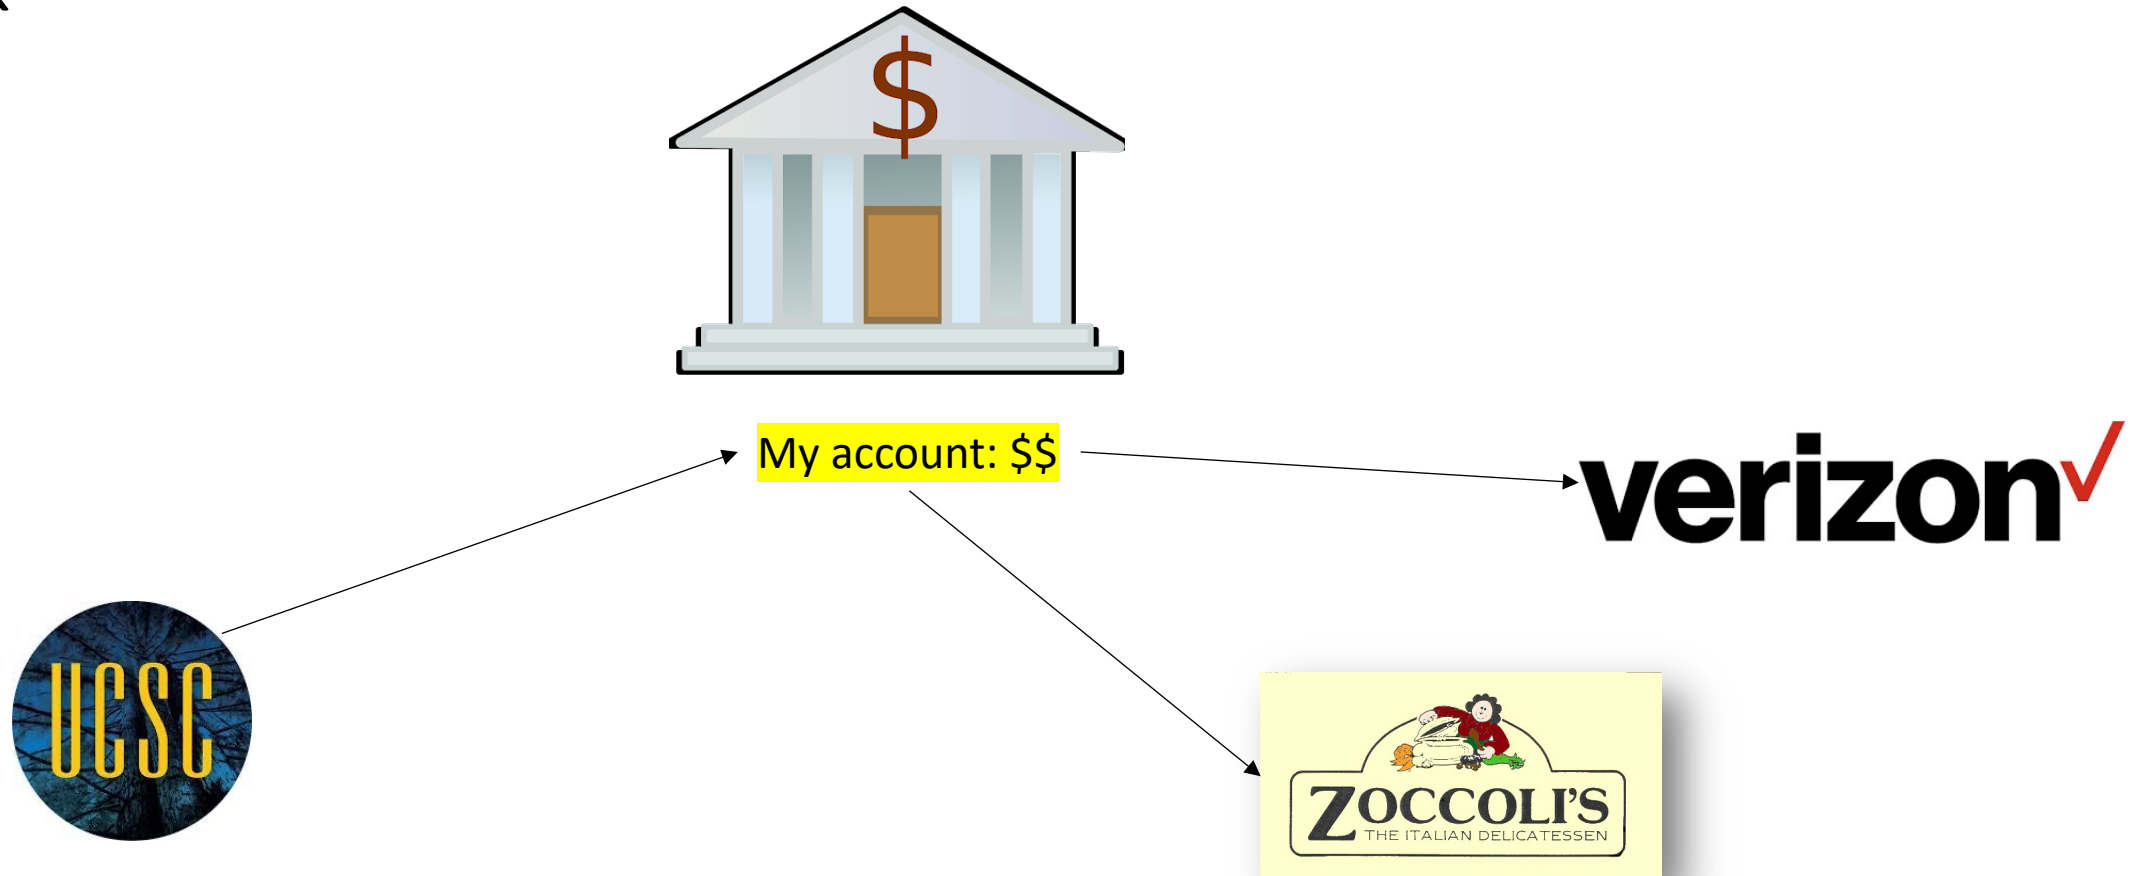 $
My account: $$
verizon
UCSC
ZOCCOLI'S
THE ITALIAN DELICATESSEN